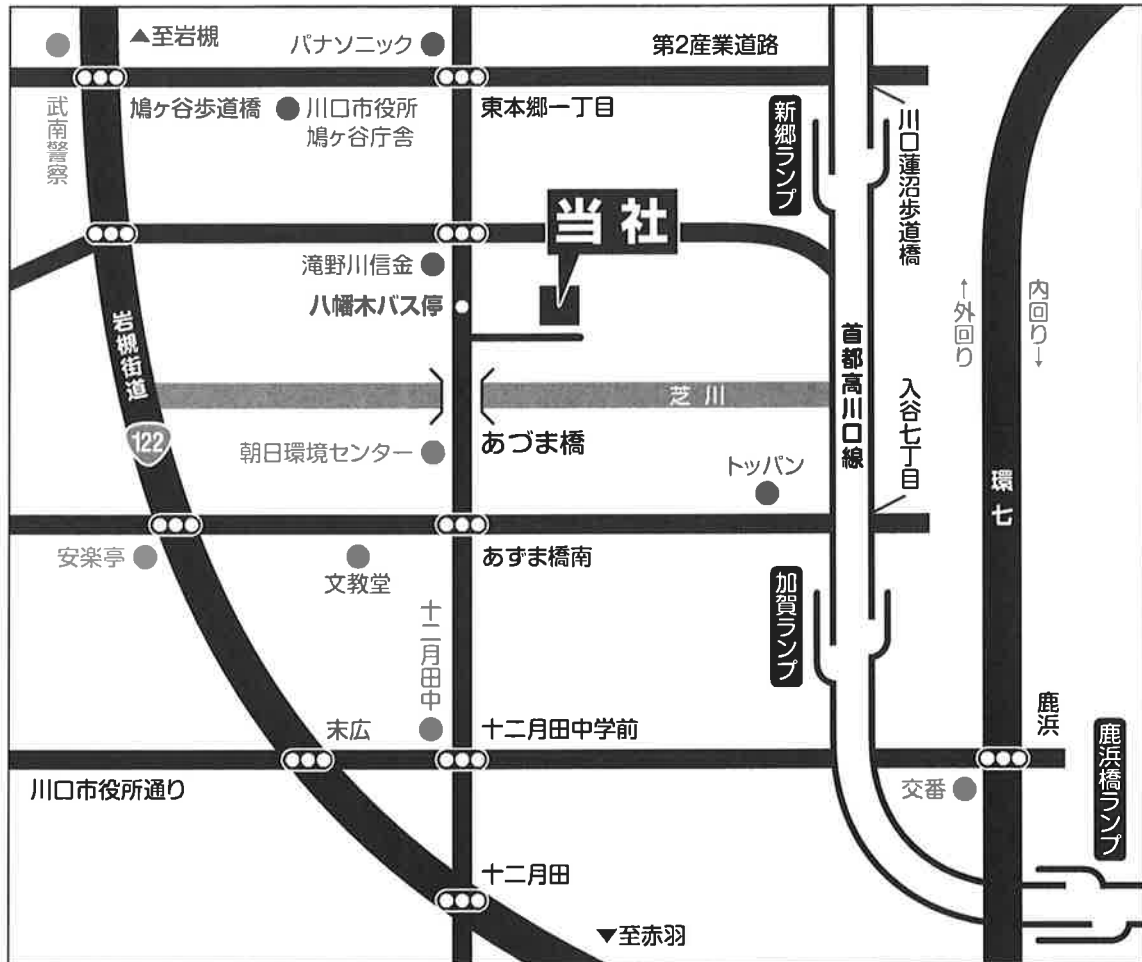 ▲至岩槻
パナソニック
第2産業道路
武南警察
鳩ヶ谷歩道橋
川口市役所
鳩ヶ谷庁舎
東本郷一丁目
新郷ランプ
川口蓮沼歩道橋
当社
滝野川信金
八幡木バス停
←外回り
内回り→
岩槻街道
首都高川口線
芝川
入谷七丁目
122
朝日環境センター
あづま橋
トッパン
環七
安楽亭
文教堂
あずま橋南
加賀ランプ
十二月田中
末広
十二月田中学前
鹿浜
鹿浜橋ランプ
川口市役所通り
交番
十二月田
▼至赤羽